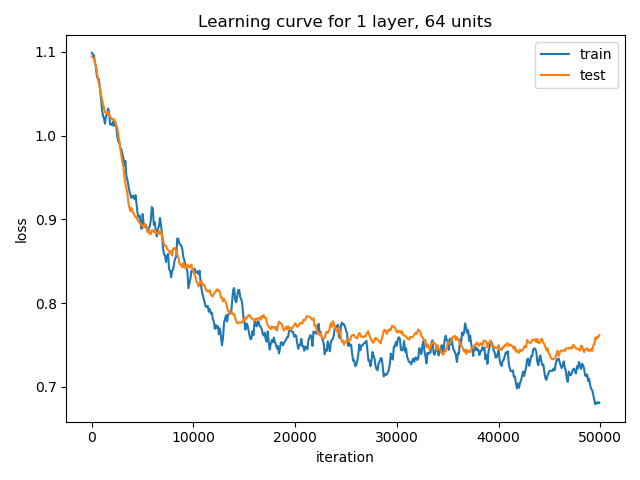 Learning curve for 1 layer, 64 units
train
test
loss
1.1
1.0
0.9
0.8
0.7
0
10000
20000
30000
40000
50000
iteration